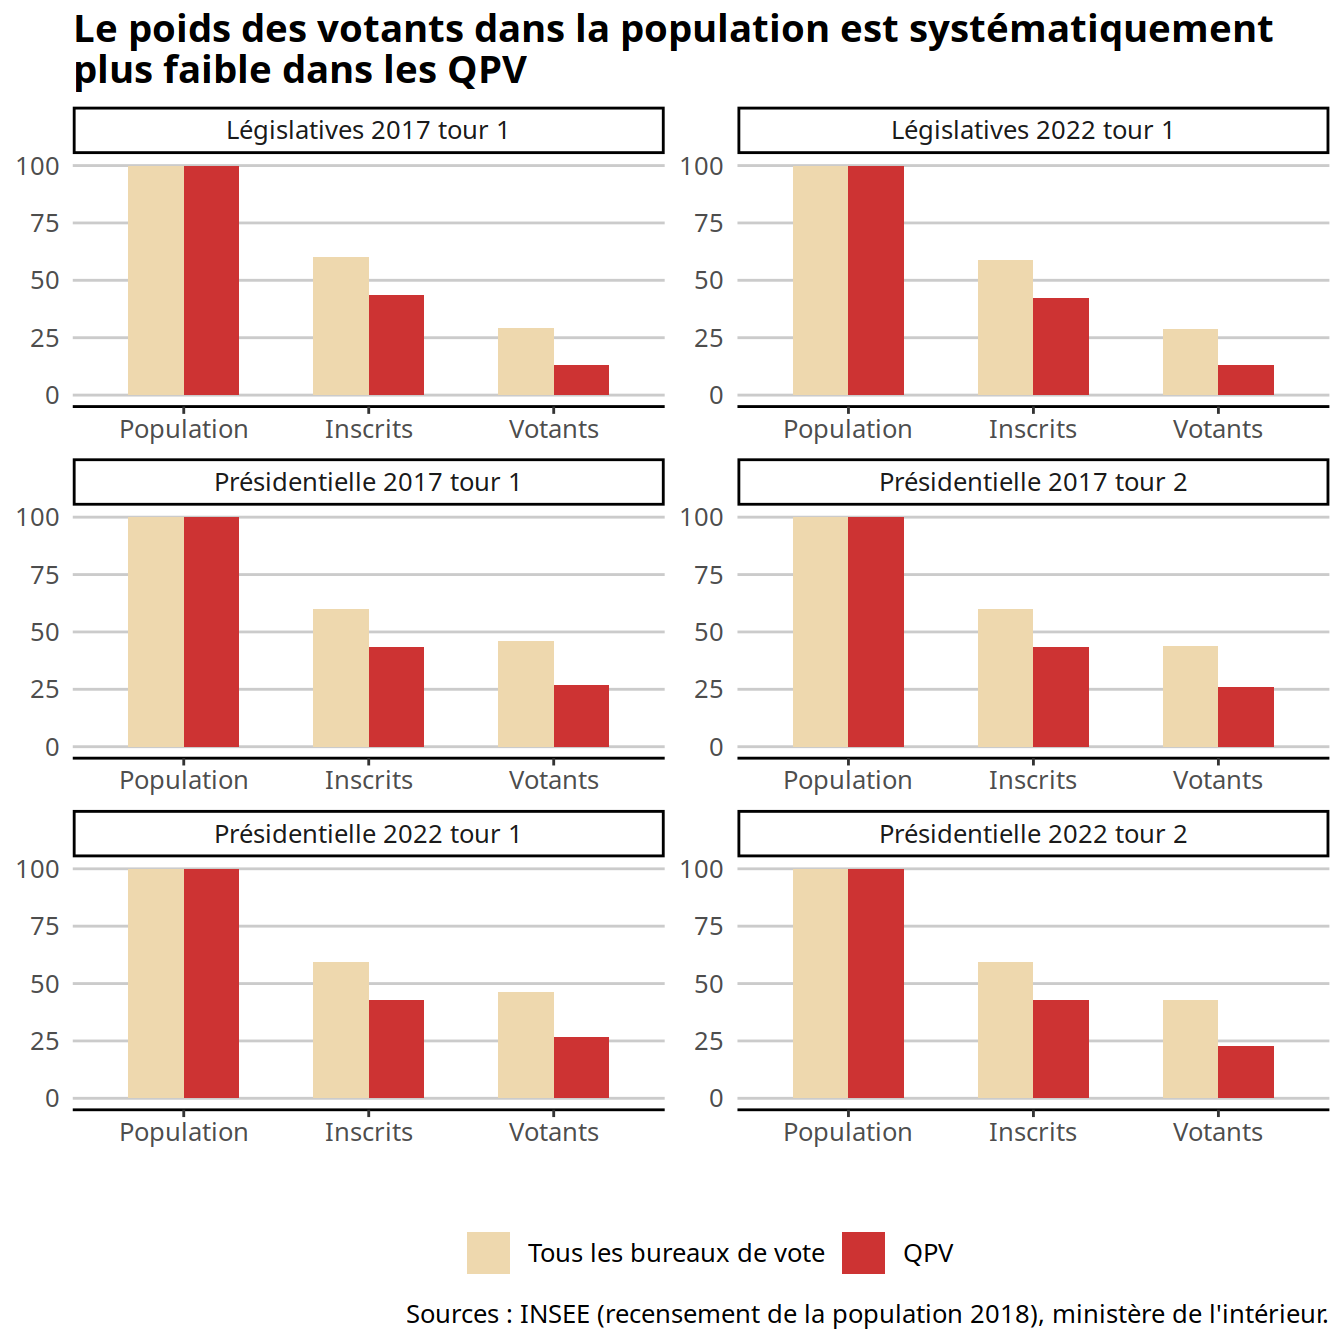 Le poids des votants dans la population est systématiquement
plus faible dans les QPV
Législatives 2017 tour 1
100
75
50
25
0
Population Inscrits Votants
Législatives 2022 tour 1
100
75
50
25
0
Population Inscrits Votants
Présidentielle 2017 tour 1
100
75
50
25
0
Population Inscrits Votants
Présidentielle 2017 tour 2
100
75
50
25
0
Population Inscrits Votants
Présidentielle 2022 tour 1
100
75
50
25
0
Population Inscrits Votants
Présidentielle 2022 tour 2
100
75
50
25
0
Population Inscrits Votants
Tous les bureaux de vote QPV
Sources : INSEE (recensement de la population 2018), ministère de l'intérieur.